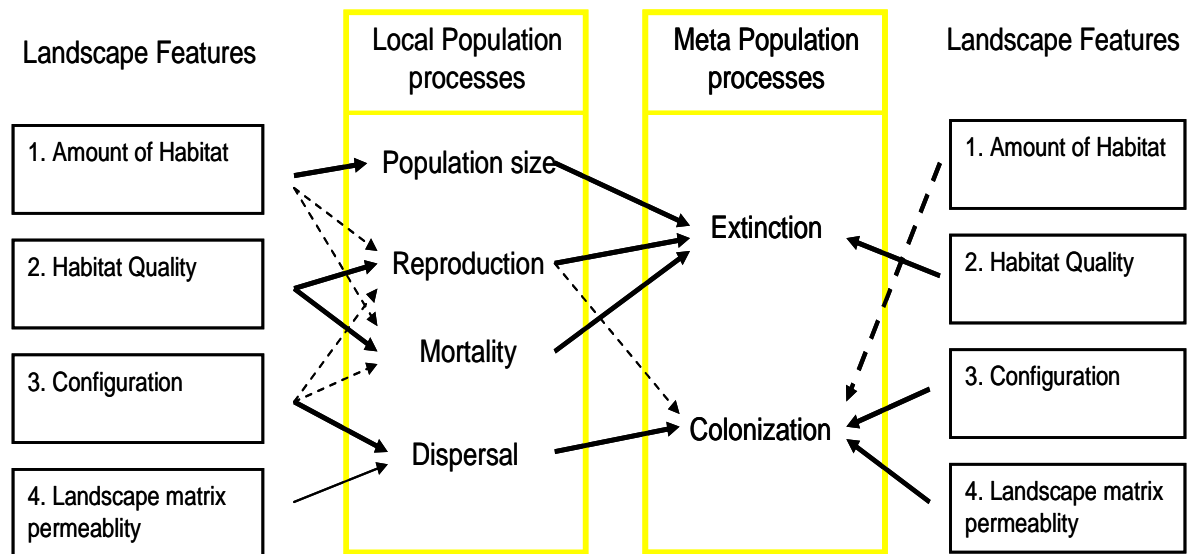 Landscape Features
1. Amount of Habitat
2. Habitat Quality
3. Configuration
4. Landscape matrix
permeablity
Local Population
processes
Population size
Reproduction
Mortality
Dispersal
Meta Population
processes
Extinction
Colonization
Landscape Features
1. Amount of Habitat
2. Habitat Quality
3. Configuration
4. Landscape matrix
permeablity